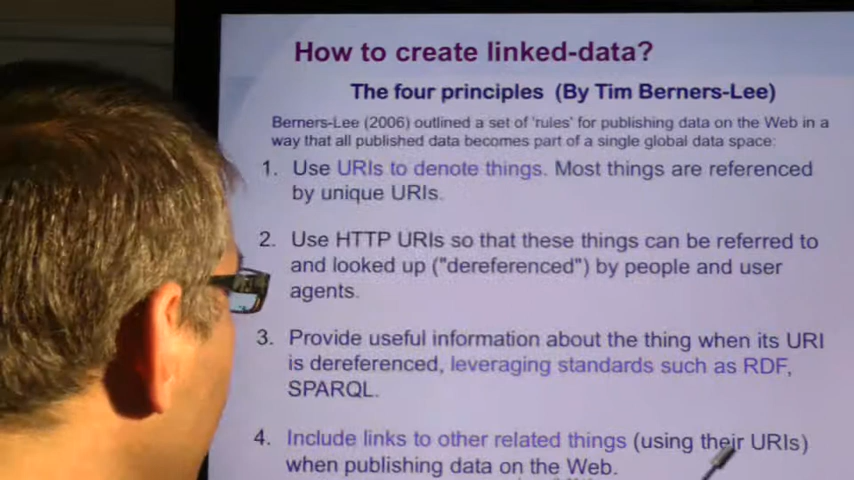 How to create linked-data?
The four principles (By Tim Berners-Lee)
Berners-Lee (2006) outlined a set of 'rules' for publishing data on the Web in a
way that all published data becomes part of a single global data space:
1. Use URIs to denote things. Most things are referenced
by unique URIs.
2. Use HTTP URIs so that these things can be referred to
and looked up ("dereferenced") by people and user
agents.
3. Provide useful information about the thing when its URI
is dereferenced, leveraging standards such as RDF,
SPARQL.
4. Include links to other related things (using their URIs)
when publishing data on the Web.